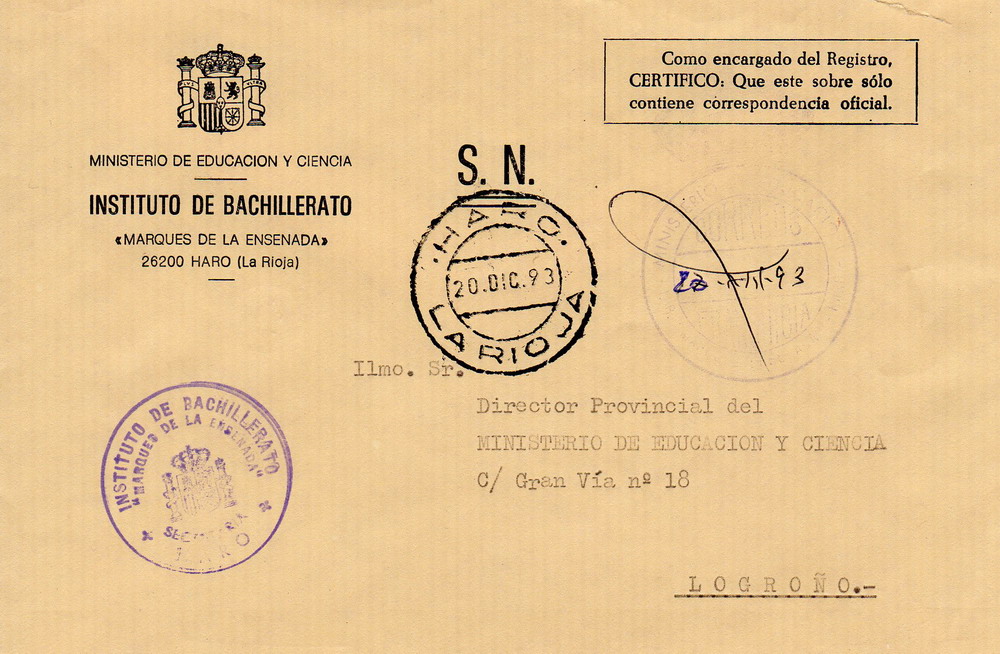 MINISTERIO DE EDUCACION Y CIENCIA
INSTITUTO DE BACHILLERATO
«MARQUES DE LA ENSENADA»
26200 HARO (La Rioja)
Como encargado del Registro,
CERTIFICO: Que este sobre sólo
contiene correspondencia oficial.
S. N.
HARO
20.DIC.93
LA RIOJA
Ilmo. Sr.
Director Provincial del
MINISTERIO DE EDUCACION Y CIENCIA
C/ Gran Vía nº 18
LOGROÑO.-
INSTITUTO DE BACHILLERATO
"MARQUES DE LA ENSENADA"
HARO